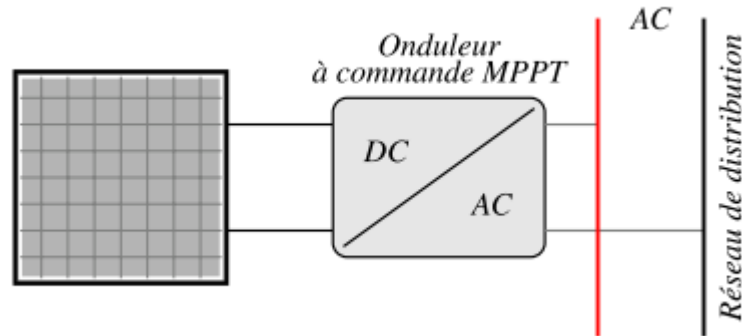 AC
Onduleur
à commande MPPT
DC
AC
Réseau de distribution